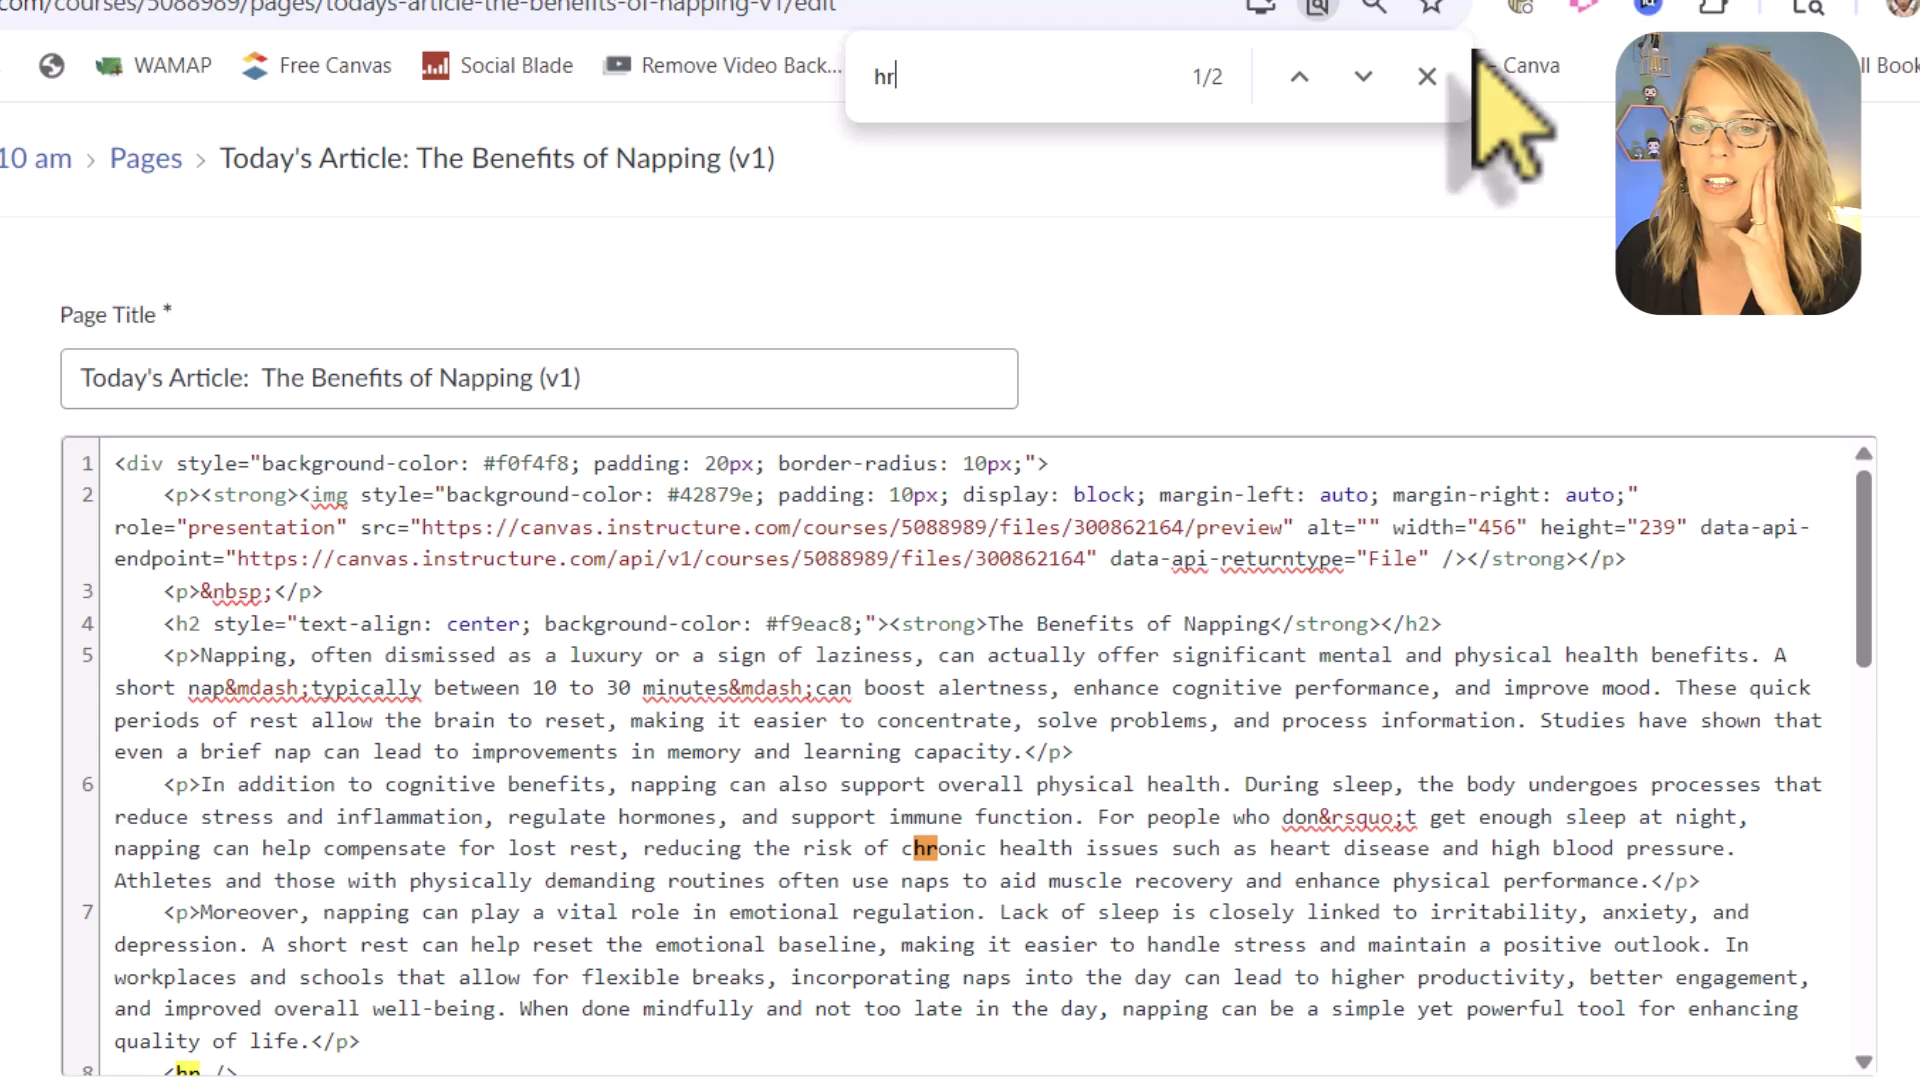 com/courses/5088989/pages/todays-article-the-benefits-of-napping-v1/edit
WAMAP Free Canvas Social Blade Remove Video Back... Canva ll Book
hr 1/2
10 am › Pages › Today's Article: The Benefits of Napping (v1)
Page Title *
Today's Article: The Benefits of Napping (v1)
1 <div style="background-color: #f0f4f8; padding: 20px; border-radius: 10px;">
2 <p><strong><img style="background-color: #42879e; padding: 10px; display: block; margin-left: auto; margin-right: auto;"
role="presentation" src="https://canvas.instructure.com/courses/5088989/files/300862164/preview" alt="" width="456" height="239" data-api-
endpoint="https://canvas.instructure.com/api/v1/courses/5088989/files/300862164" data-api-returntype="File" /></strong></p>
3 <p>&nbsp;</p>
4 <h2 style="text-align: center; background-color: #f9eac8;"><strong>The Benefits of Napping</strong></h2>
5 <p>Napping, often dismissed as a luxury or a sign of laziness, can actually offer significant mental and physical health benefits. A
short nap&mdash;typically between 10 to 30 minutes&mdash;can boost alertness, enhance cognitive performance, and improve mood. These quick
periods of rest allow the brain to reset, making it easier to concentrate, solve problems, and process information. Studies have shown that
even a brief nap can lead to improvements in memory and learning capacity.</p>
6 <p>In addition to cognitive benefits, napping can also support overall physical health. During sleep, the body undergoes processes that
reduce stress and inflammation, regulate hormones, and support immune function. For people who don&rsquo;t get enough sleep at night,
napping can help compensate for lost rest, reducing the risk of chronic health issues such as heart disease and high blood pressure.
Athletes and those with physically demanding routines often use naps to aid muscle recovery and enhance physical performance.</p>
7 <p>Moreover, napping can play a vital role in emotional regulation. Lack of sleep is closely linked to irritability, anxiety, and
depression. A short rest can help reset the emotional baseline, making it easier to handle stress and maintain a positive outlook. In
workplaces and schools that allow for flexible breaks, incorporating naps into the day can lead to higher productivity, better engagement,
and improved overall well-being. When done mindfully and not too late in the day, napping can be a simple yet powerful tool for enhancing
quality of life.</p>
8 <hr />